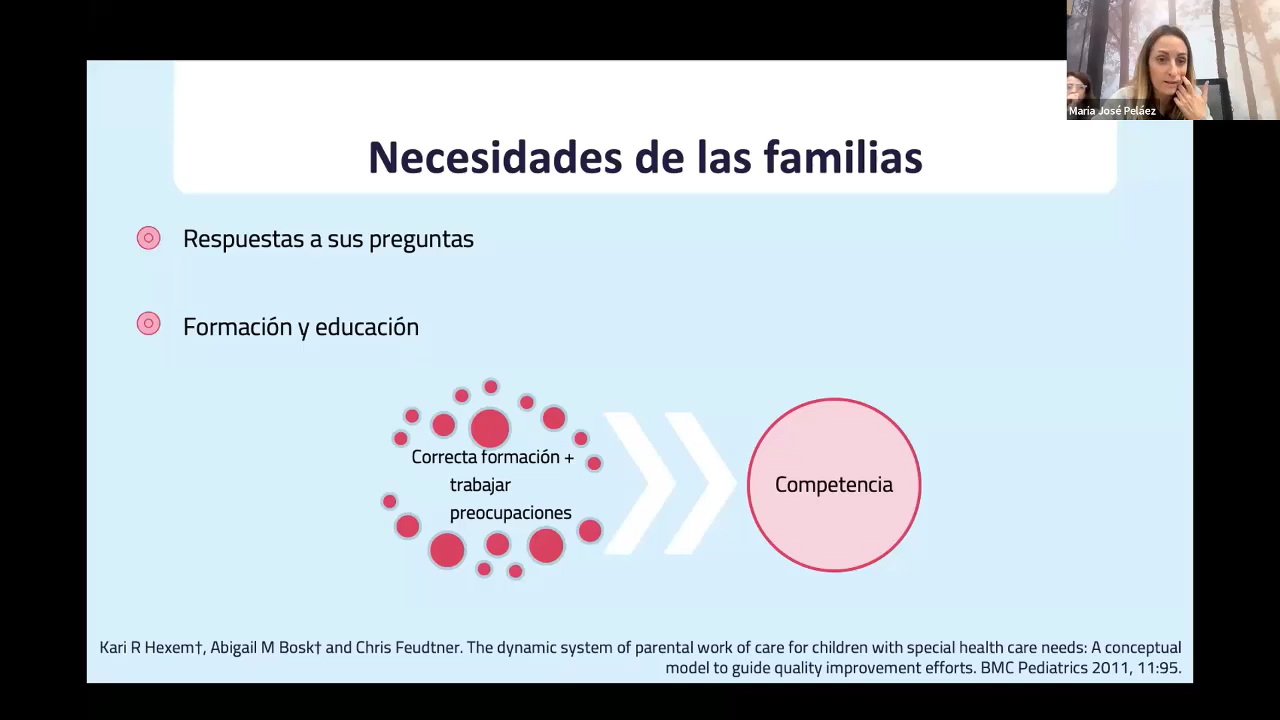 Maria José Peláez
Necesidades de las familias
Respuestas a sus preguntas
Formación y educación
Correcta formación +
trabajar
preocupaciones
Competencia
Kari R Hexem†, Abigail M Bosk† and Chris Feudtner. The dynamic system of parental work of care for children with special health care needs: A conceptual
model to guide quality improvement efforts. BMC Pediatrics 2011, 11:95.